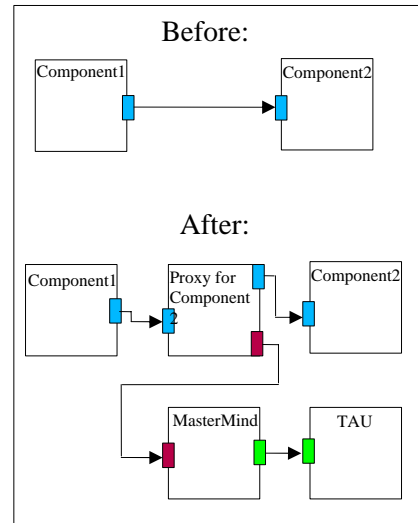 Before:
Component1
Component2
After:
Component1
Proxy for
Component
2
Component2
MasterMind
TAU